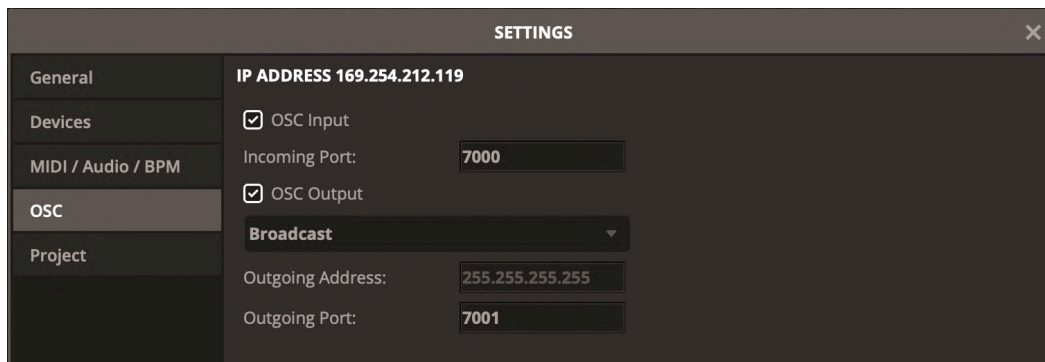 SETTINGS
General
Devices
MIDI / Audio / BPM
OSC
Project
IP ADDRESS 169.254.212.119
OSC Input
Incoming Port: 7000
OSC Output
Broadcast
Outgoing Address: 255.255.255.255
Outgoing Port: 7001